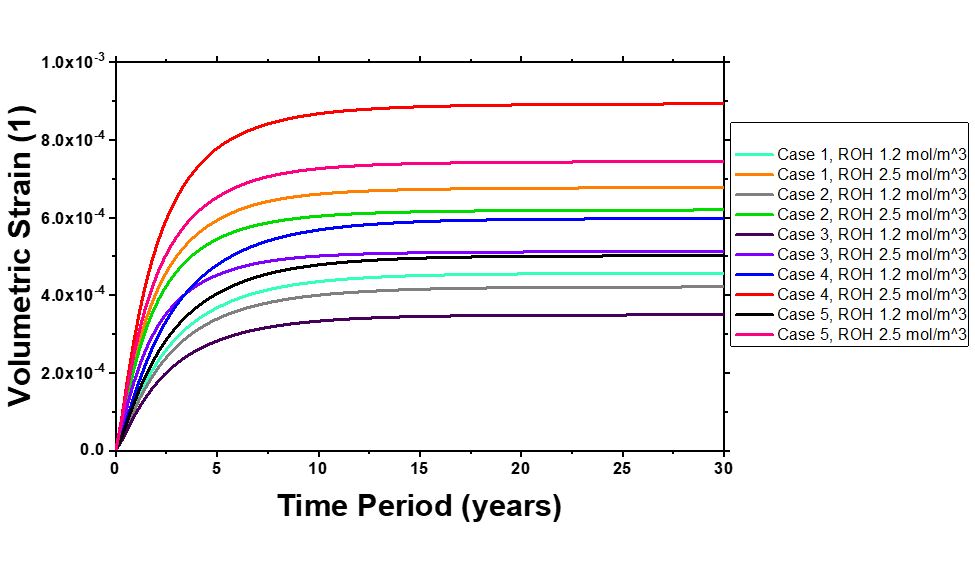 1.0x10^-3
8.0x10^-4
6.0x10^-4
4.0x10^-4
2.0x10^-4
0.0
Volumetric Strain (1)
0 5 10 15 20 25 30
Time Period (years)
Case 1, ROH 1.2 mol/m^3
Case 1, ROH 2.5 mol/m^3
Case 2, ROH 1.2 mol/m^3
Case 2, ROH 2.5 mol/m^3
Case 3, ROH 1.2 mol/m^3
Case 3, ROH 2.5 mol/m^3
Case 4, ROH 1.2 mol/m^3
Case 4, ROH 2.5 mol/m^3
Case 5, ROH 1.2 mol/m^3
Case 5, ROH 2.5 mol/m^3